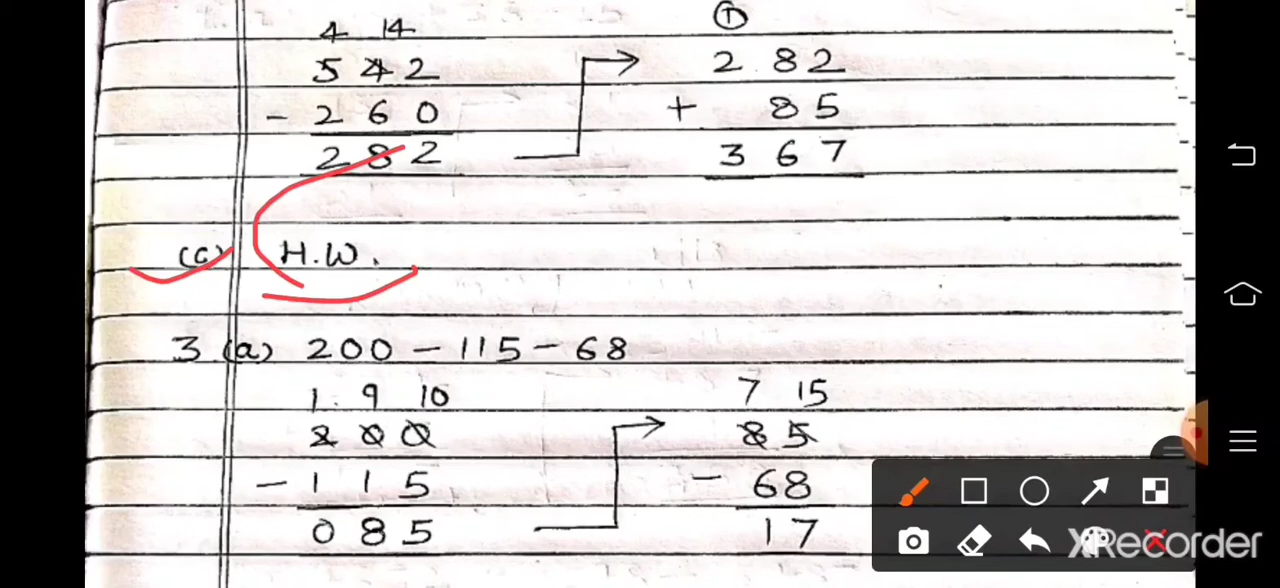 4 14
5 4 2
- 2 6 0
2 8 2
①
2 8 2
+ 8 5
3 6 7
(c) H.W.
3 (a) 200 - 115 - 68
1. 9 10
2 0 0
- 1 1 5
0 8 5
7 15
8 5
- 68
17
XRecorder